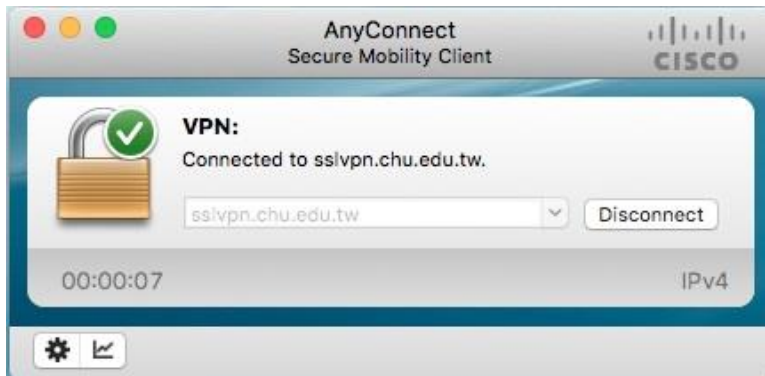 AnyConnect
Secure Mobility Client
CISCO
VPN:
Connected to sslvpn.chu.edu.tw.
sslvpn.chu.edu.tw
Disconnect
00:00:07
IPv4